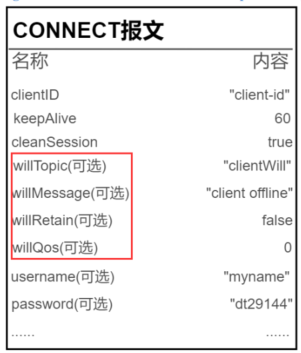 CONNECT报文
名称 内容
clientID "client-id"
keepAlive 60
cleanSession true
willTopic(可选) "clientWill"
willMessage(可选) "client offline"
willRetain(可选) false
willQos(可选) 0
username(可选) "myname"
password(可选) "dt29144"
...... ......